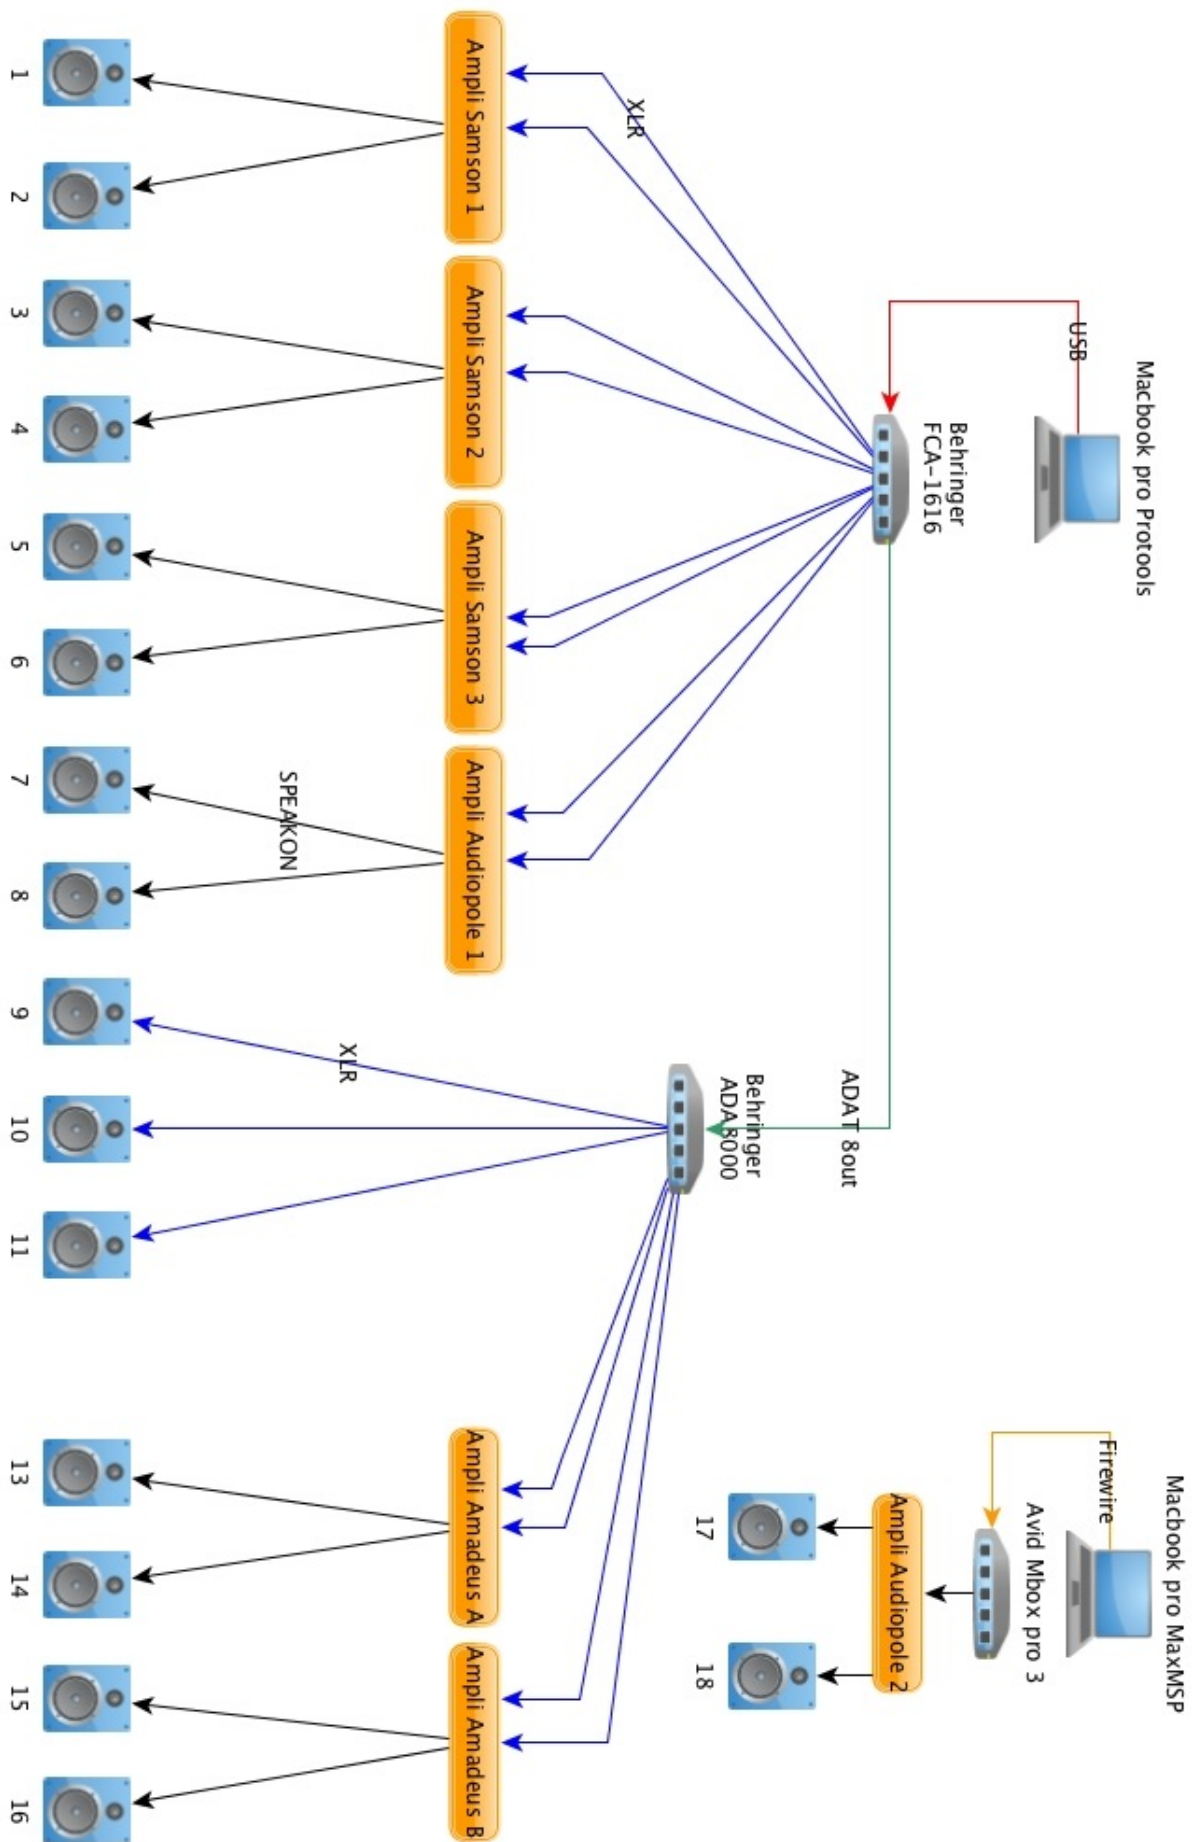 Macbook pro Protools
USB
Behringer
FCA-1616
XLR
ADAT 8out
Behringer
ADA8000
Macbook pro MaxMSP
Firewire
Avid Mbox pro 3
Ampli Audiopole 2
17
18
Ampli Samson 1
Ampli Samson 2
Ampli Samson 3
Ampli Audiopole 1
Ampli Amadeus A
Ampli Amadeus B
SPEAKON
XLR
1
2
3
4
5
6
7
8
9
10
11
13
14
15
16